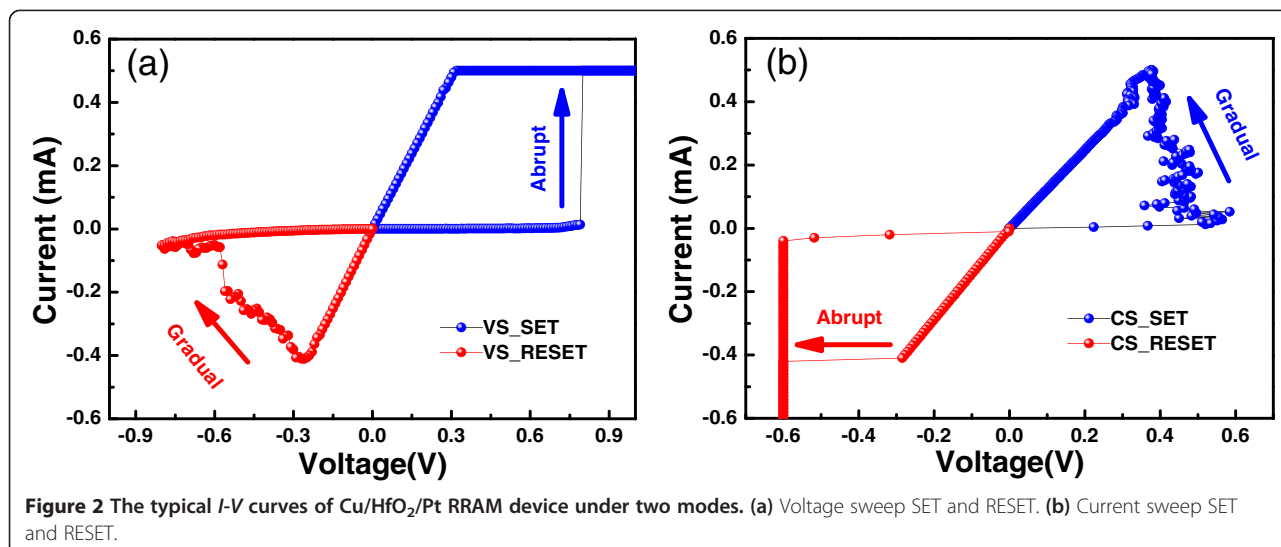 (a)
0.6
0.4
0.2
0.0
-0.2
-0.4
-0.6
Current (mA)
Abrupt
Gradual
VS_SET
VS_RESET
-0.9 -0.6 -0.3 0.0 0.3 0.6 0.9
Voltage(V)
(b)
0.6
0.4
0.2
0.0
-0.2
-0.4
-0.6
Current (mA)
Gradual
Abrupt
CS_SET
CS_RESET
-0.6 -0.4 -0.2 0.0 0.2 0.4 0.6
Voltage(V)
Figure 2 The typical I-V curves of Cu/HfO₂/Pt RRAM device under two modes. (a) Voltage sweep SET and RESET. (b) Current sweep SET
and RESET.